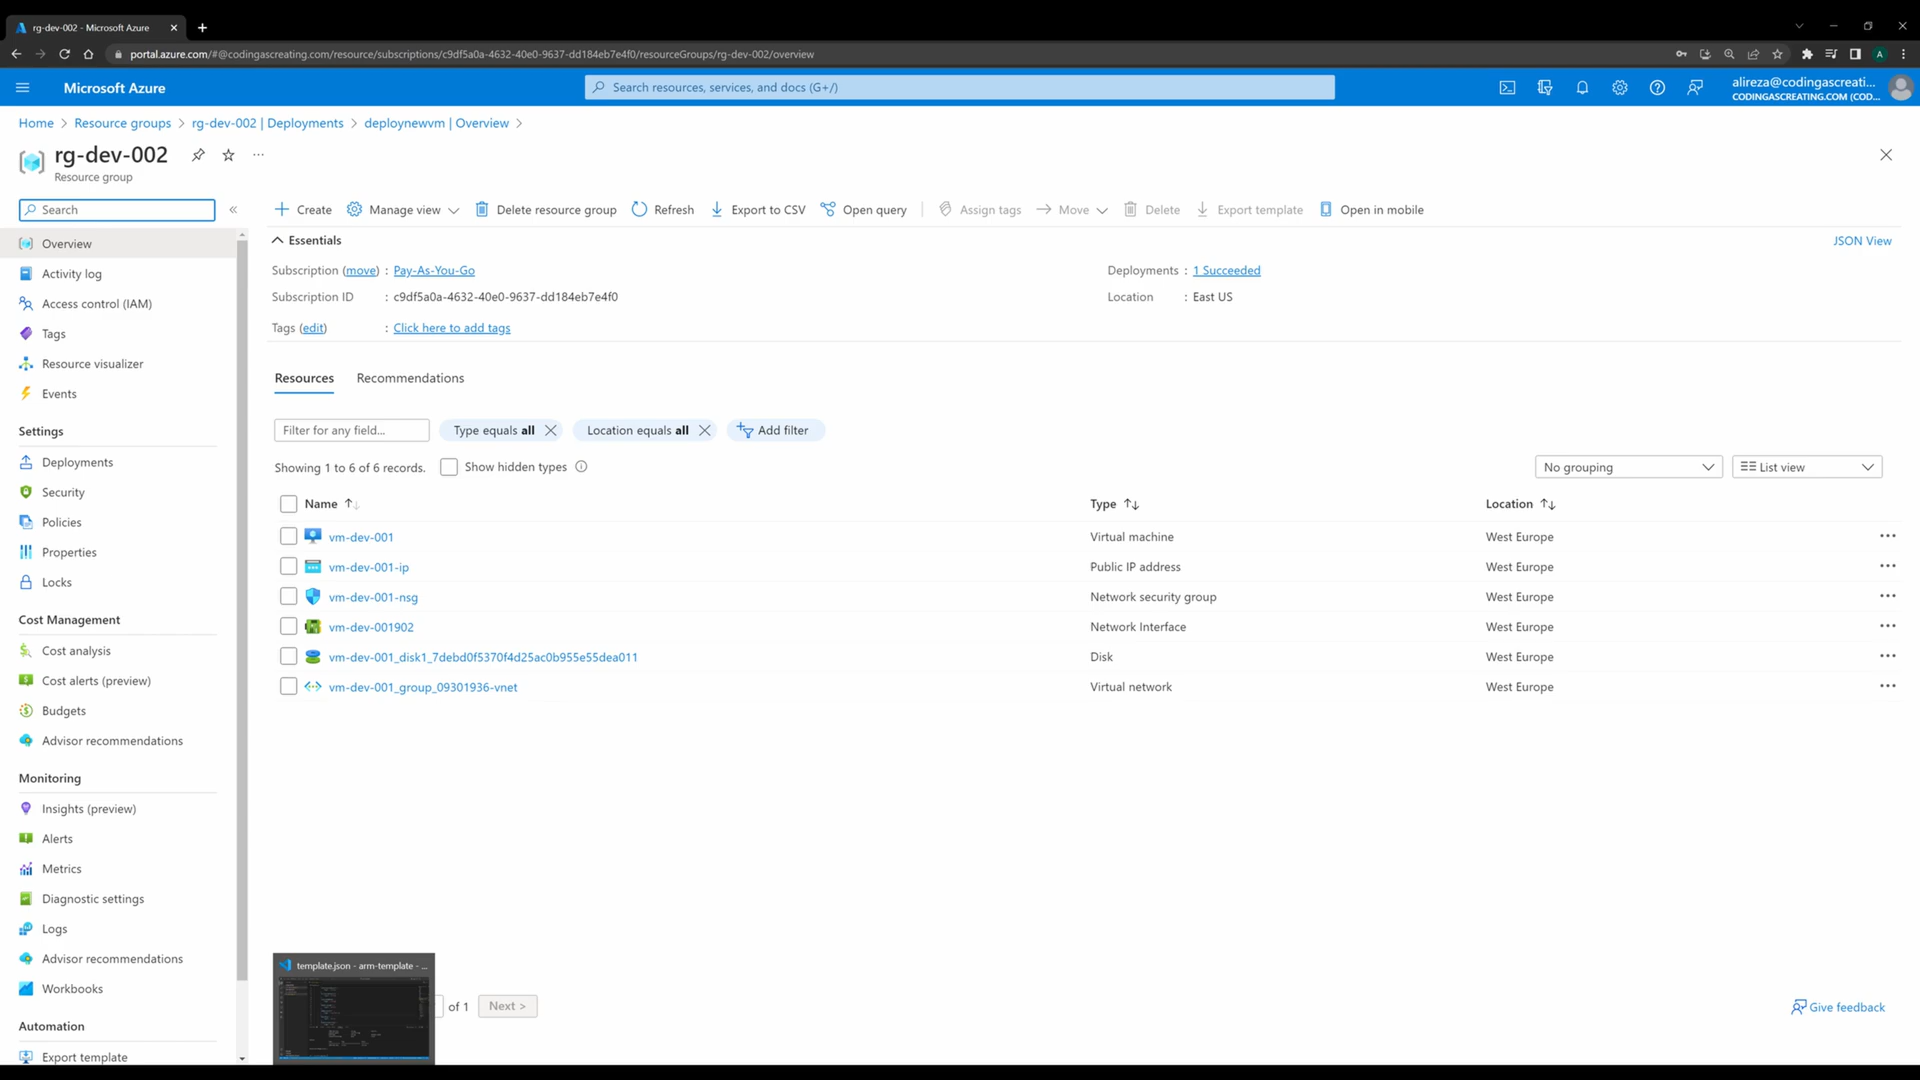 rg-dev-002 - Microsoft Azure
portal.azure.com/#@codingascreating.com/resource/subscriptions/c9df5a0a-4632-40e0-9637-dd184eb7e4f0/resourceGroups/rg-dev-002/overview
A
Microsoft Azure
Search resources, services, and docs (G+/)
alireza@codingascreati...
CODINGASCREATING.COM (COD...
Home > Resource groups > rg-dev-002 | Deployments > deploynewvm | Overview >
rg-dev-002
Resource group
Search
Create
Manage view
Delete resource group
Refresh
Export to CSV
Open query
Assign tags
Move
Delete
Export template
Open in mobile
Overview
Activity log
Access control (IAM)
Tags
Resource visualizer
Events
Settings
Deployments
Security
Policies
Properties
Locks
Cost Management
Cost analysis
Cost alerts (preview)
Budgets
Advisor recommendations
Monitoring
Insights (preview)
Alerts
Metrics
Diagnostic settings
Logs
Advisor recommendations
Workbooks
Automation
Export template
Essentials
JSON View
Subscription (move) : Pay-As-You-Go
Deployments : 1 Succeeded
Subscription ID : c9df5a0a-4632-40e0-9637-dd184eb7e4f0
Location : East US
Tags (edit) : Click here to add tags
Resources
Recommendations
Filter for any field...
Type equals all
Location equals all
Add filter
Showing 1 to 6 of 6 records.
Show hidden types
No grouping
List view
Name Type Location
vm-dev-001 Virtual machine West Europe
vm-dev-001-ip Public IP address West Europe
vm-dev-001-nsg Network security group West Europe
vm-dev-001902 Network Interface West Europe
vm-dev-001_disk1_7debd0f5370f4d25ac0b955e55dea011 Disk West Europe
vm-dev-001_group_09301936-vnet Virtual network West Europe
template.json - arm-template - ...
of 1
Next >
Give feedback